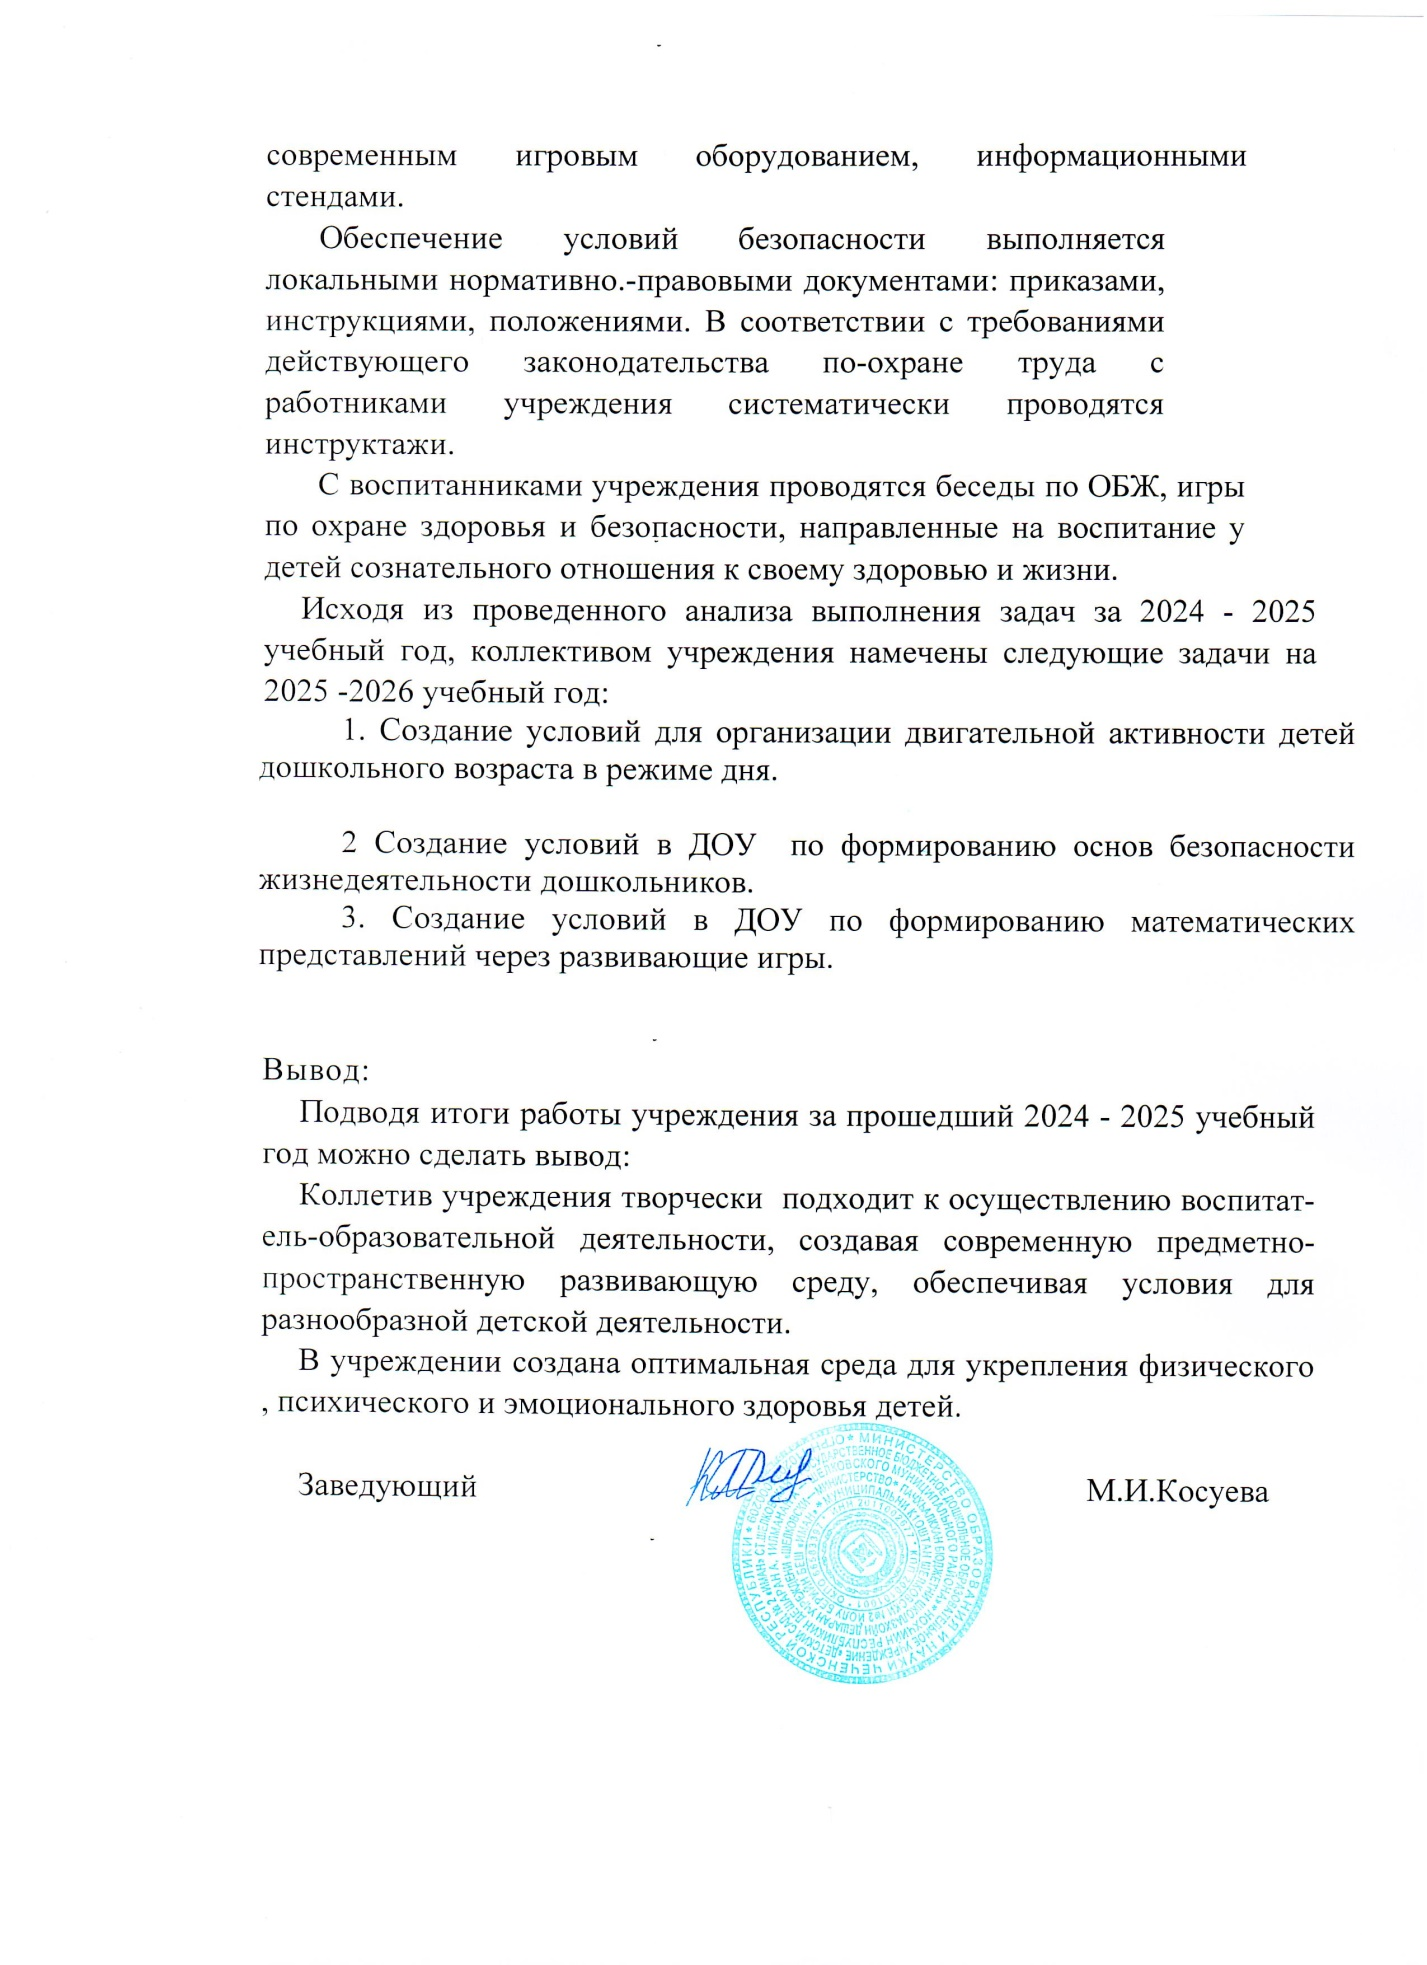 современным игровым оборудованием, информационными
стендами.
Обеспечение условий безопасности выполняется
локальными нормативно.-правовыми документами: приказами,
инструкциями, положениями. В соответствии с требованиями
действующего законодательства по-охране труда с
работниками учреждения систематически проводятся
инструктажи.
С воспитанниками учреждения проводятся беседы по ОБЖ, игры
по охране здоровья и безопасности, направленные на воспитание у
детей сознательного отношения к своему здоровью и жизни.
Исходя из проведенного анализа выполнения задач за 2024 - 2025
учебный год, коллективом учреждения намечены следующие задачи на
2025 -2026 учебный год:
1. Создание условий для организации двигательной активности детей
дошкольного возраста в режиме дня.
2 Создание условий в ДОУ по формированию основ безопасности
жизнедеятельности дошкольников.
3. Создание условий в ДОУ по формированию математических
представлений через развивающие игры.
Вывод:
Подводя итоги работы учреждения за прошедший 2024 - 2025 учебный
год можно сделать вывод:
Коллетив учреждения творчески подходит к осуществлению воспитат-
ель-образовательной деятельности, создавая современную предметно-
пространственную развивающую среду, обеспечивая условия для
разнообразной детской деятельности.
В учреждении создана оптимальная среда для укрепления физического
, психического и эмоционального здоровья детей.
Заведующий
М.И.Косуева
МИНИСТЕРСТВО ОБРАЗОВАНИЯ И НАУКИ ЧЕЧЕНСКОЙ РЕСПУБЛИКИ